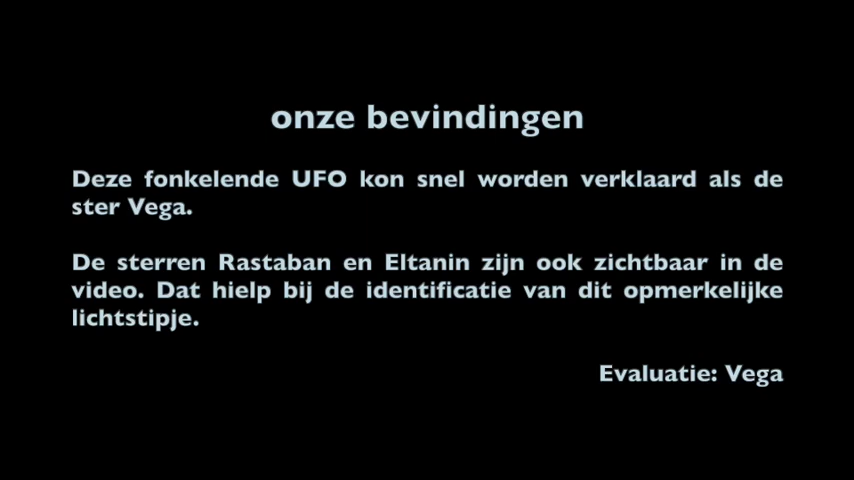 onze bevindingen
Deze fonkelende UFO kon snel worden verklaard als de
ster Vega.
De sterren Rastaban en Eltanin zijn ook zichtbaar in de
video. Dat hielp bij de identificatie van dit opmerkelijke
lichtstipje.
Evaluatie: Vega